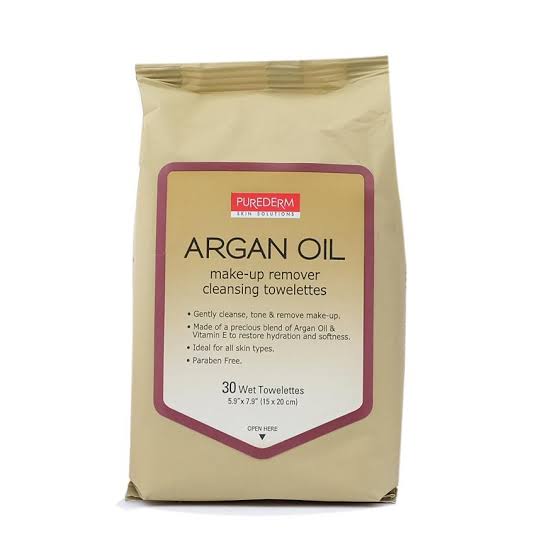 PUREDERM
SKIN SOLUTIONS
ARGAN OIL
make-up remover
cleansing towelettes
• Gently cleanse, tone & remove make-up.
• Made of a precious blend of Argan Oil &
Vitamin E to restore hydration and softness.
• Ideal for all skin types.
• Paraben Free.
30 Wet Towelettes
5.9"x 7.9" (15 x 20 cm)
OPEN HERE